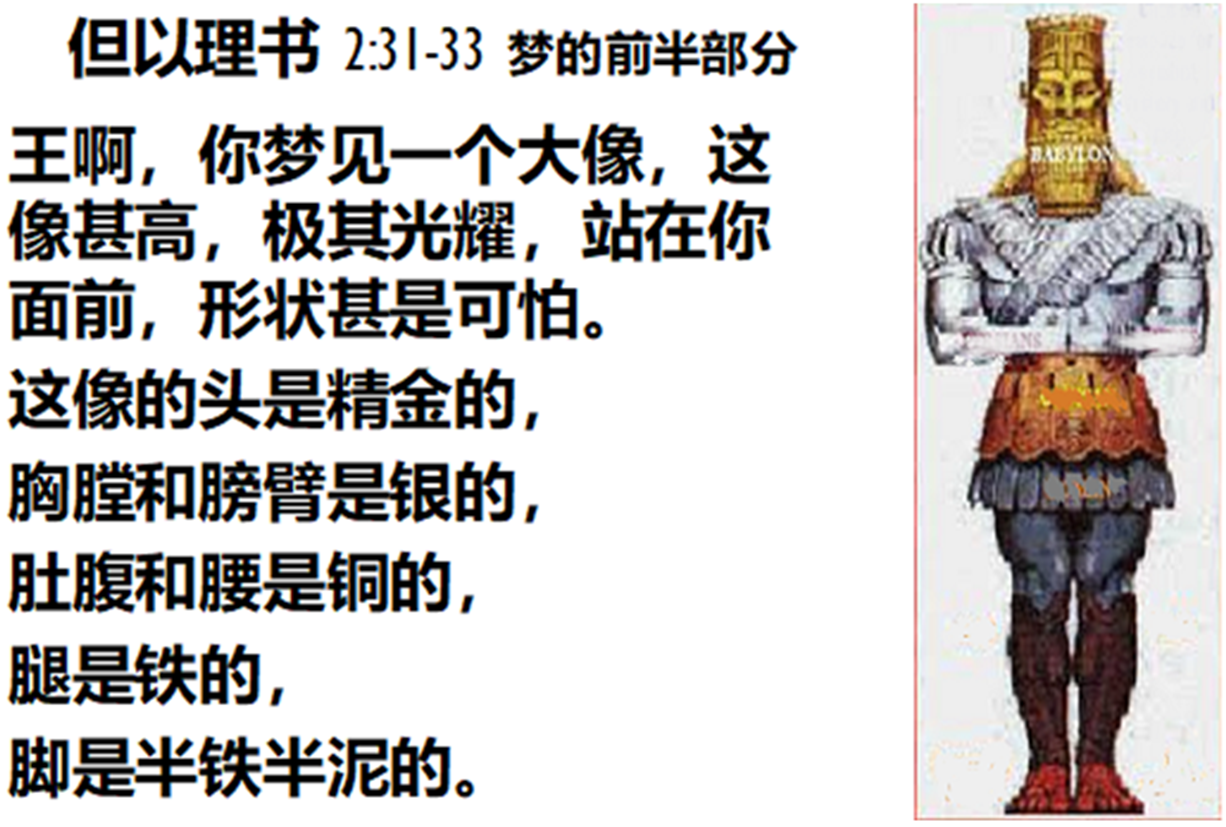 但以理书 2:31-33 梦的前半部分
王啊，你梦见一个大像，这
像甚高，极其光耀，站在你
面前，形状甚是可怕。
这像的头是精金的，
胸膛和膀臂是银的，
肚腹和腰是铜的，
腿是铁的，
脚是半铁半泥的。
BABYLON